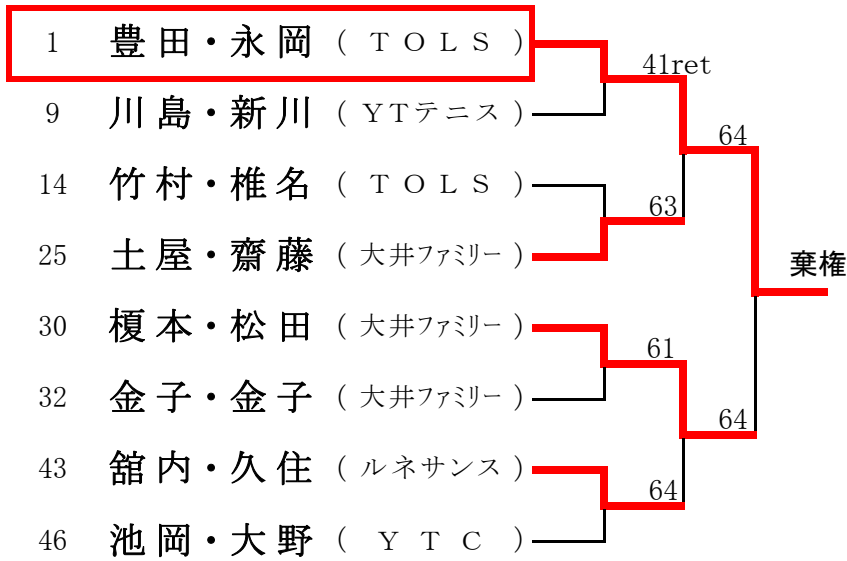 1 豊田・永岡 (TOLS)
41ret
9 川島・新川 (YTテニス)
64
14 竹村・椎名 (TOLS)
63
25 土屋・齋藤 (大井ファミリー)
棄権
30 榎本・松田 (大井ファミリー)
61
32 金子・金子 (大井ファミリー)
64
43 舘内・久住 (ルネサンス)
64
46 池岡・大野 (YTC)